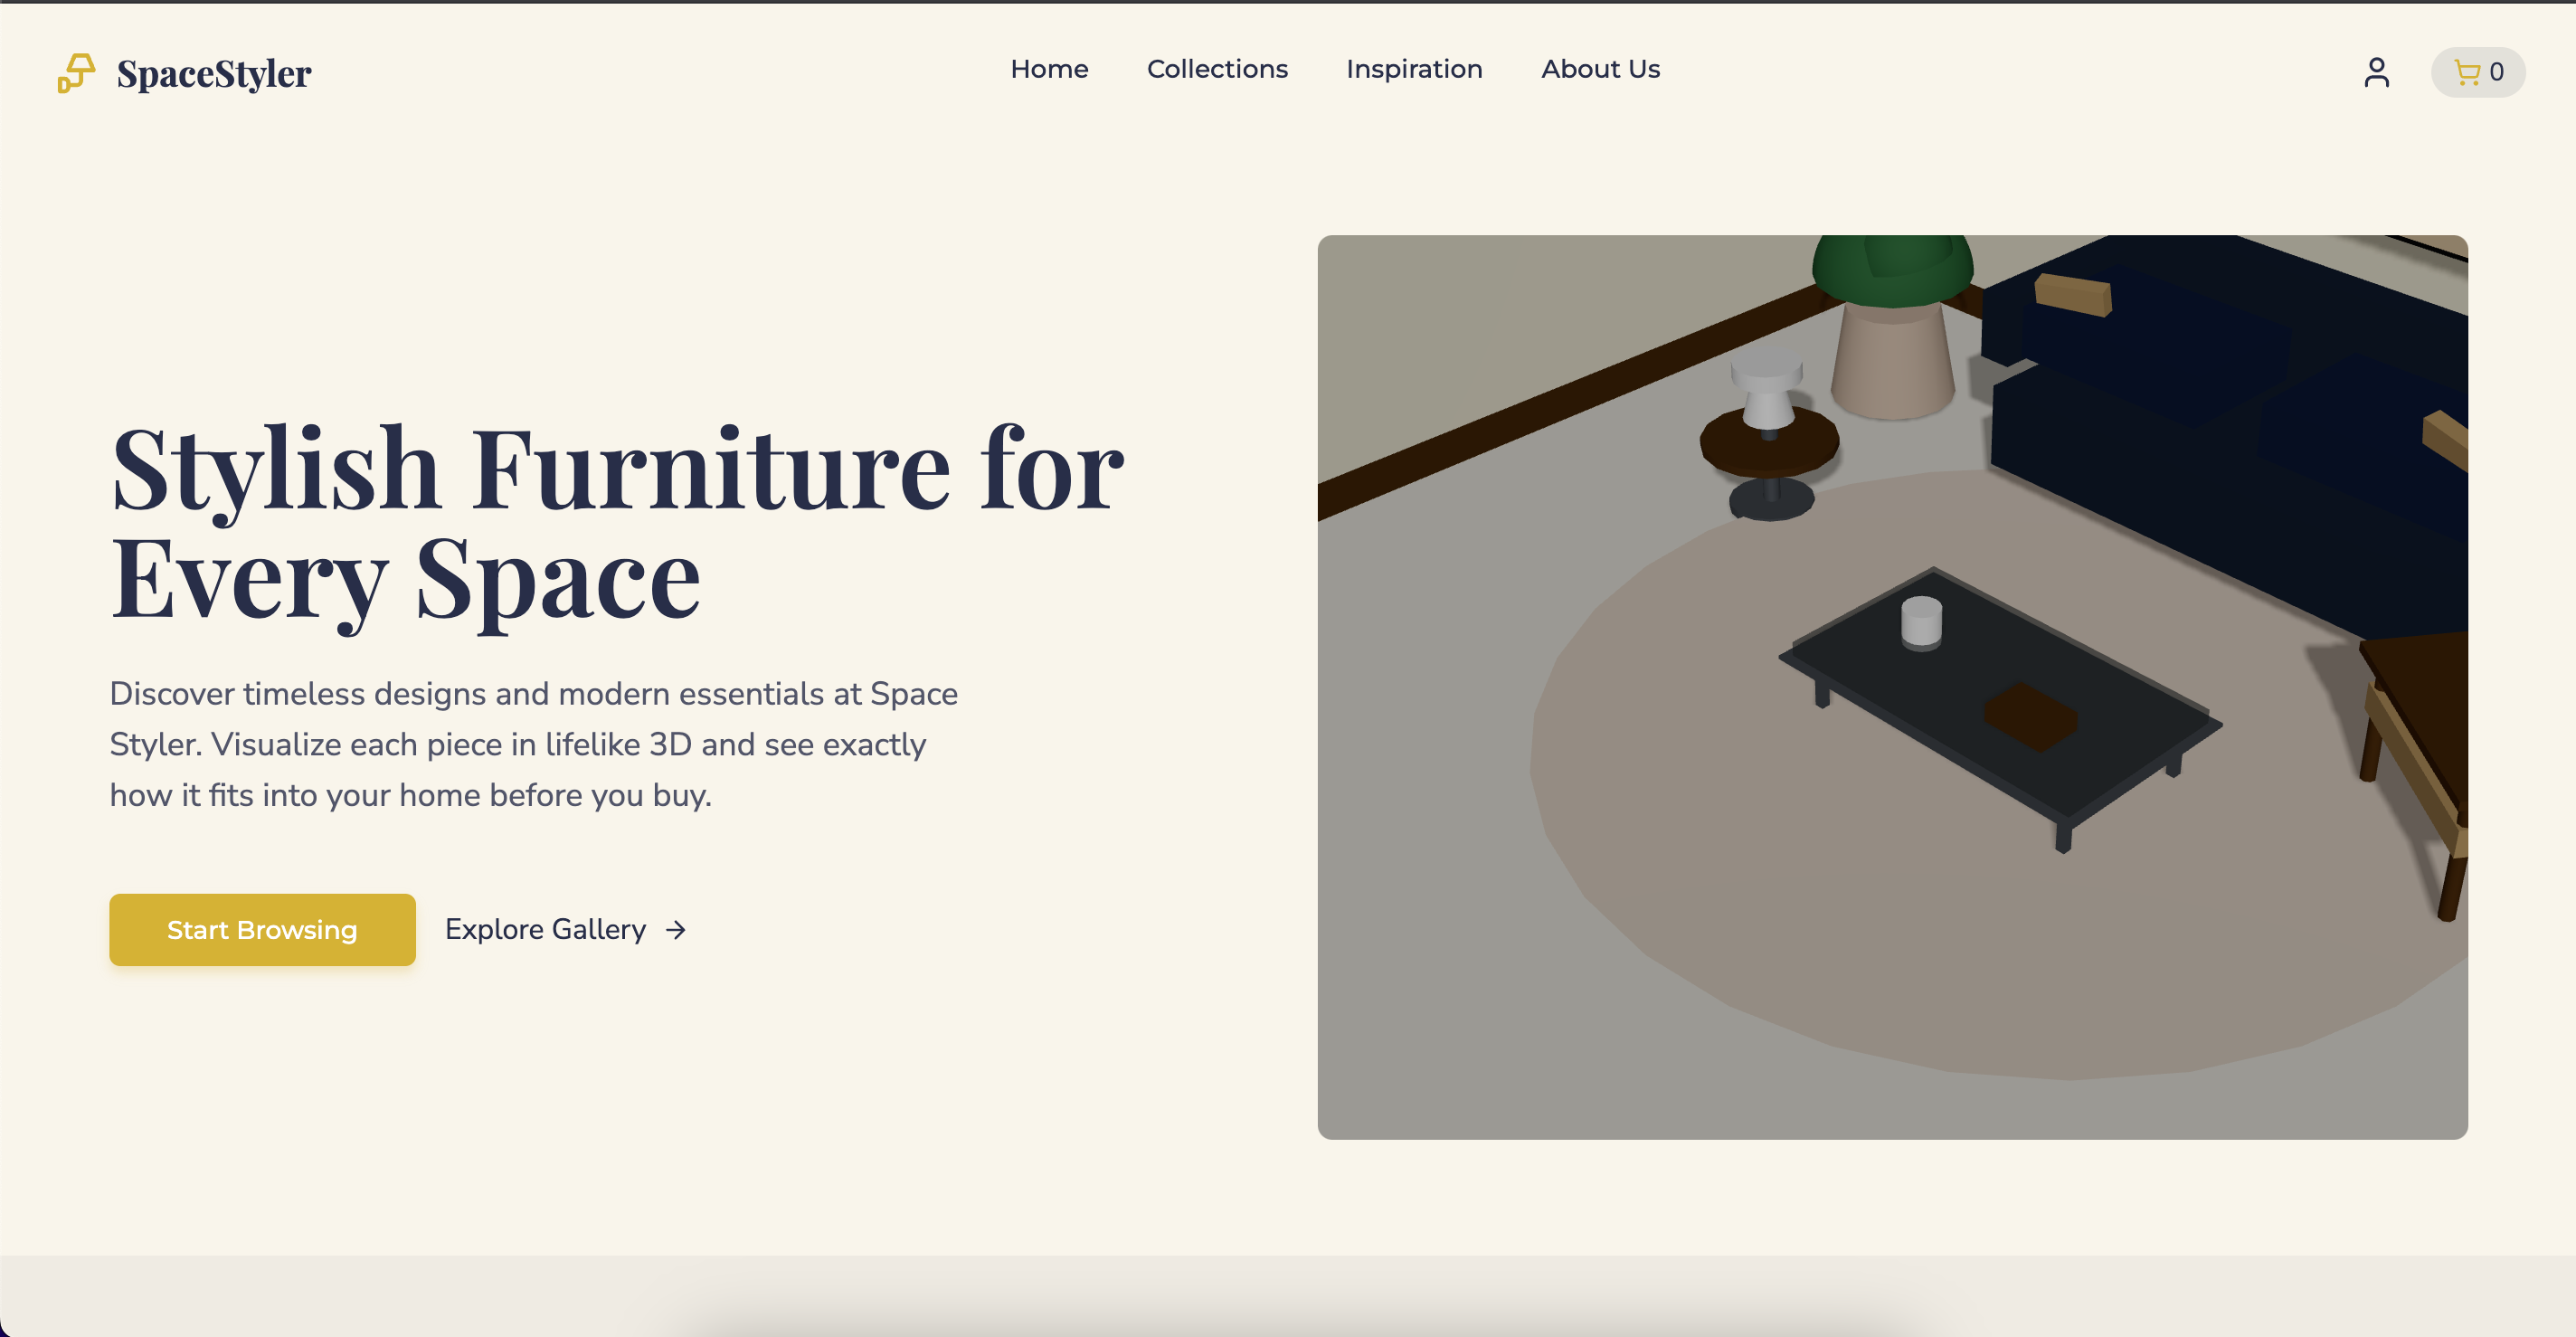 SpaceStyler
Home
Collections
Inspiration
About Us
0
Stylish Furniture for
Every Space
Discover timeless designs and modern essentials at Space
Styler. Visualize each piece in lifelike 3D and see exactly
how it fits into your home before you buy.
Start Browsing
Explore Gallery →